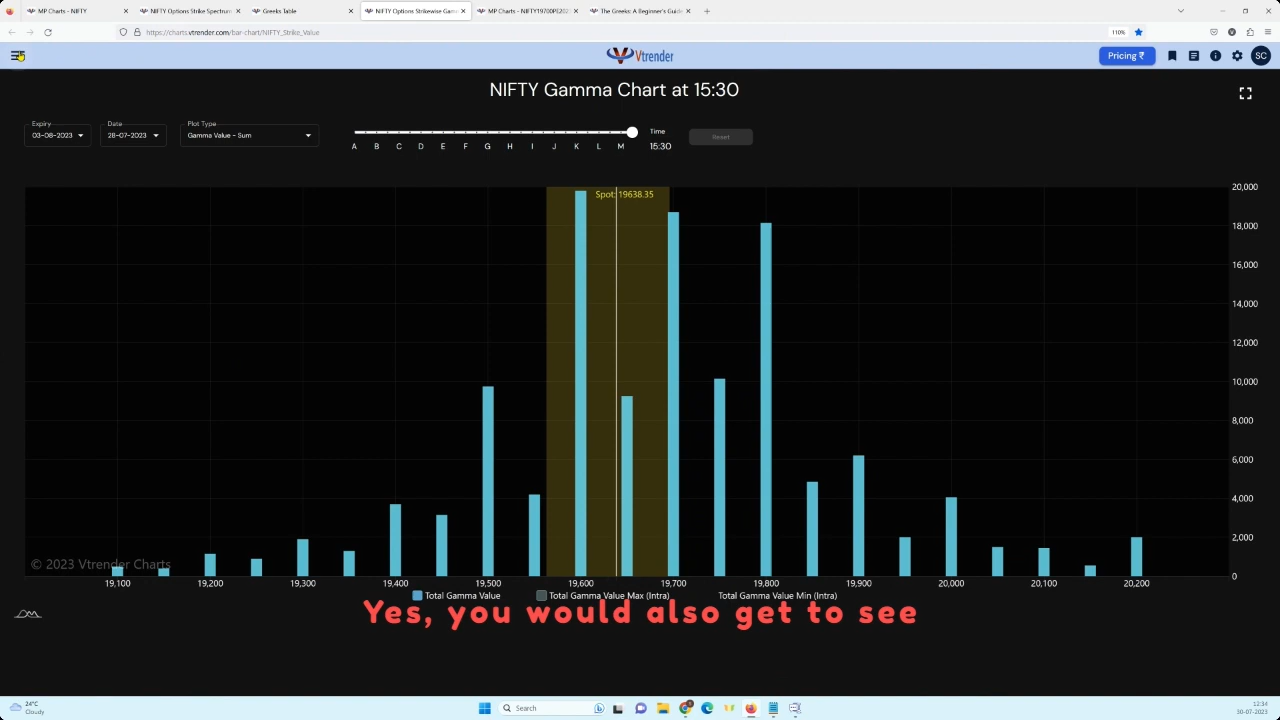 MP Charts - NIFTY
NIFTY Options Strike Spectrum
Greeks Table
NIFTY Options Strikewise Gam
MP Charts - NIFTY19700PE202
The Greeks: A Beginner's Guide
https://charts.vtrender.com/bar-chart/NIFTY_Strike_Value
110%
Vtrender
Pricing ₹
SC
NIFTY Gamma Chart at 15:30
Expiry
03-08-2023
Date
28-07-2023
Plot Type
Gamma Value - Sum
A B C D E F G H I J K L M
Time
15:30
Reset
Spot: 19638.35
20,000
18,000
16,000
14,000
12,000
10,000
8,000
6,000
4,000
2,000
0
© 2023 Vtrender Charts
19,100 19,200 19,300 19,400 19,500 19,600 19,700 19,800 19,900 20,000 20,100 20,200
Total Gamma Value Total Gamma Value Max (Intra) Total Gamma Value Min (Intra)
Yes, you would also get to see
24°C
Cloudy
Search
12:34
30-07-2023